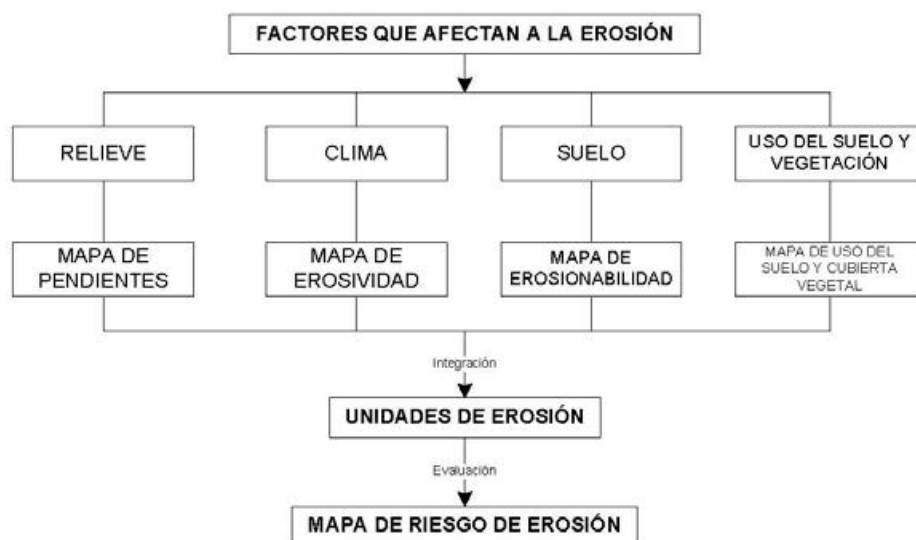 FACTORES QUE AFECTAN A LA EROSIÓN
RELIEVE
CLIMA
SUELO
USO DEL SUELO Y
VEGETACIÓN
MAPA DE
PENDIENTES
MAPA DE
EROSIVIDAD
MAPA DE
EROSIONABILIDAD
MAPA DE USO DEL
SUELO Y CUBIERTA
VEGETAL
Integración
UNIDADES DE EROSIÓN
Evaluación
MAPA DE RIESGO DE EROSIÓN